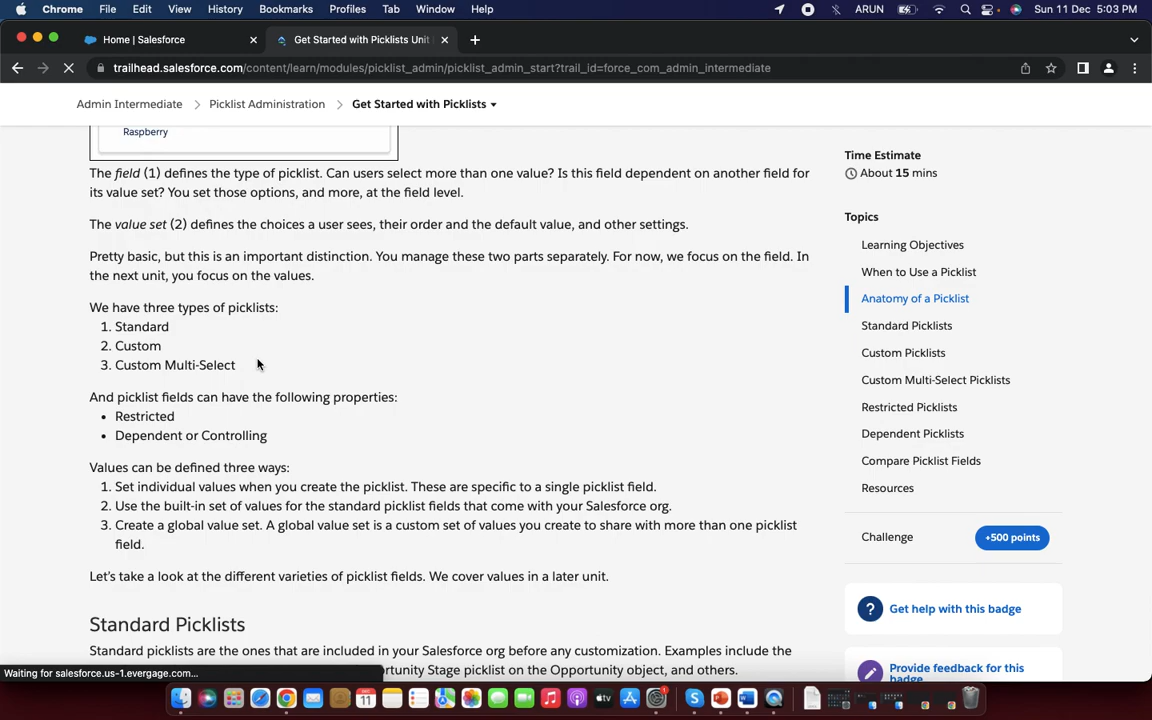 Chrome File Edit View History Bookmarks Profiles Tab Window Help ARUN Sun 11 Dec 5:03 PM
Home | Salesforce Get Started with Picklists Unit
trailhead.salesforce.com/content/learn/modules/picklist_admin/picklist_admin_start?trail_id=force_com_admin_intermediate
Admin Intermediate > Picklist Administration > Get Started with Picklists
Raspberry
The field (1) defines the type of picklist. Can users select more than one value? Is this field dependent on another field for
its value set? You set those options, and more, at the field level.
The value set (2) defines the choices a user sees, their order and the default value, and other settings.
Pretty basic, but this is an important distinction. You manage these two parts separately. For now, we focus on the field. In
the next unit, you focus on the values.
We have three types of picklists:
1. Standard
2. Custom
3. Custom Multi-Select
And picklist fields can have the following properties:
• Restricted
• Dependent or Controlling
Values can be defined three ways:
1. Set individual values when you create the picklist. These are specific to a single picklist field.
2. Use the built-in set of values for the standard picklist fields that come with your Salesforce org.
3. Create a global value set. A global value set is a custom set of values you create to share with more than one picklist
field.
Let's take a look at the different varieties of picklist fields. We cover values in a later unit.
Standard Picklists
Standard picklists are the ones that are included in your Salesforce org before any customization. Examples include the
rtunity Stage picklist on the Opportunity object, and others.
Waiting for salesforce.us-1.evergage.com...
Time Estimate
About 15 mins
Topics
Learning Objectives
When to Use a Picklist
Anatomy of a Picklist
Standard Picklists
Custom Picklists
Custom Multi-Select Picklists
Restricted Picklists
Dependent Picklists
Compare Picklist Fields
Resources
Challenge +500 points
? Get help with this badge
Provide feedback for this
badge